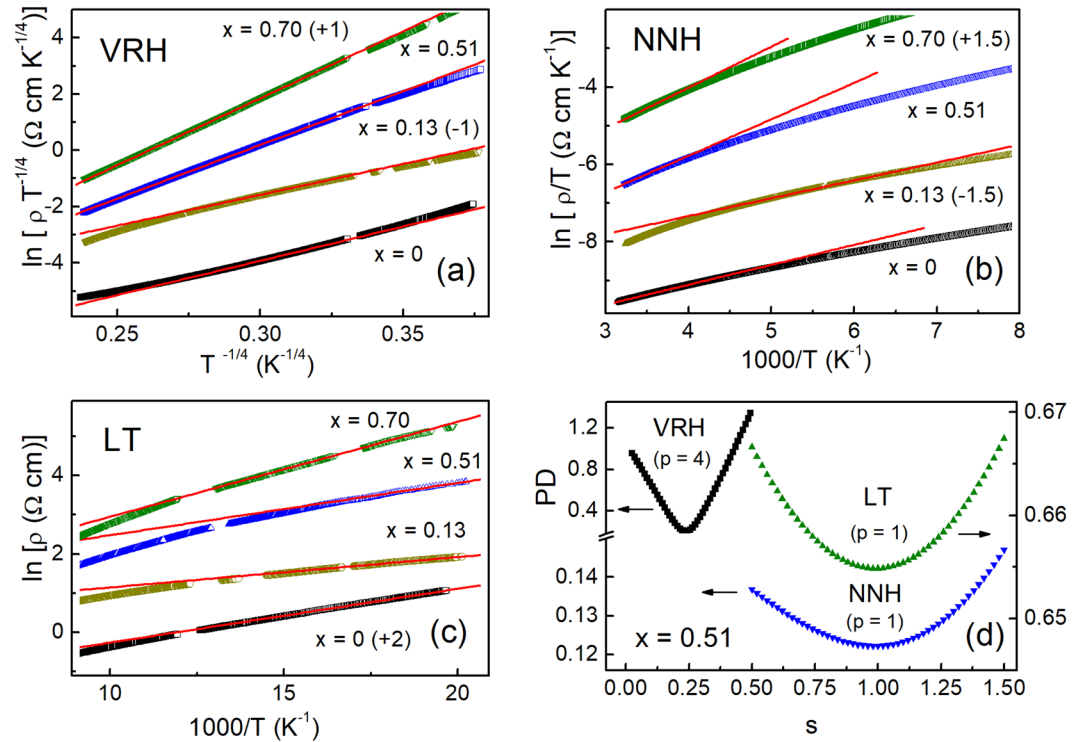 VRH
x = 0.70 (+1)
x = 0.51
x = 0.13 (-1)
x = 0
(a)
4
2
0
-2
-4
ln [ ρ T^-1/4 (Ω cm K^-1/4)]
0.25
0.30
0.35
T ^-1/4 (K^-1/4)
NNH
x = 0.70 (+1.5)
x = 0.51
x = 0.13 (-1.5)
x = 0
(b)
-4
-6
-8
ln [ ρ/T (Ω cm K^-1)]
3
4
5
6
7
8
1000/T (K^-1)
LT
x = 0.70
x = 0.51
x = 0.13
x = 0 (+2)
(c)
4
2
0
ln [ρ (Ω cm)]
10
15
20
1000/T (K^-1)
VRH
(p = 4)
LT
(p = 1)
NNH
(p = 1)
x = 0.51
(d)
1.2
0.8
0.4
0.14
0.13
0.12
PD
0.67
0.66
0.65
0.00
0.25
0.50
0.75
1.00
1.25
1.50
s